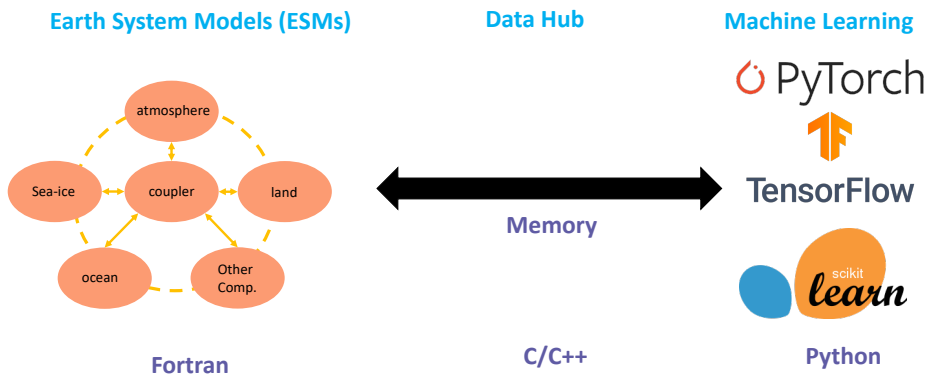 Earth System Models (ESMs)
Data Hub
Machine Learning
PyTorch
atmosphere
TF
Sea-ice
coupler
land
TensorFlow
Memory
ocean
Other
Comp.
scikit
learn
Fortran
C/C++
Python